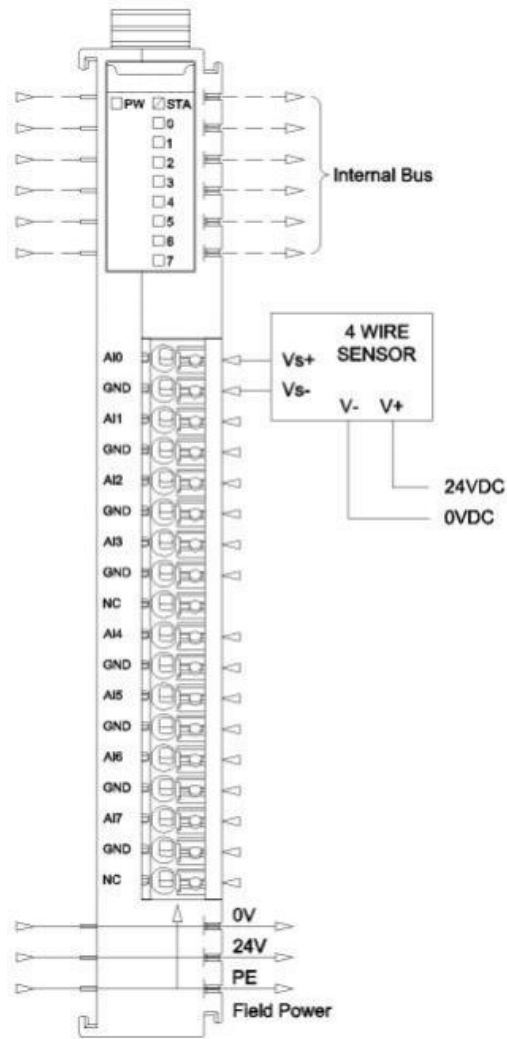 PW STA
0
1
2
3
4
5
6
7
Internal Bus
4 WIRE
SENSOR
Vs+
Vs-
V- V+
24VDC
0VDC
AI0
GND
AI1
GND
AI2
GND
AI3
GND
NC
AI4
GND
AI5
GND
AI6
GND
AI7
GND
NC
0V
24V
PE
Field Power